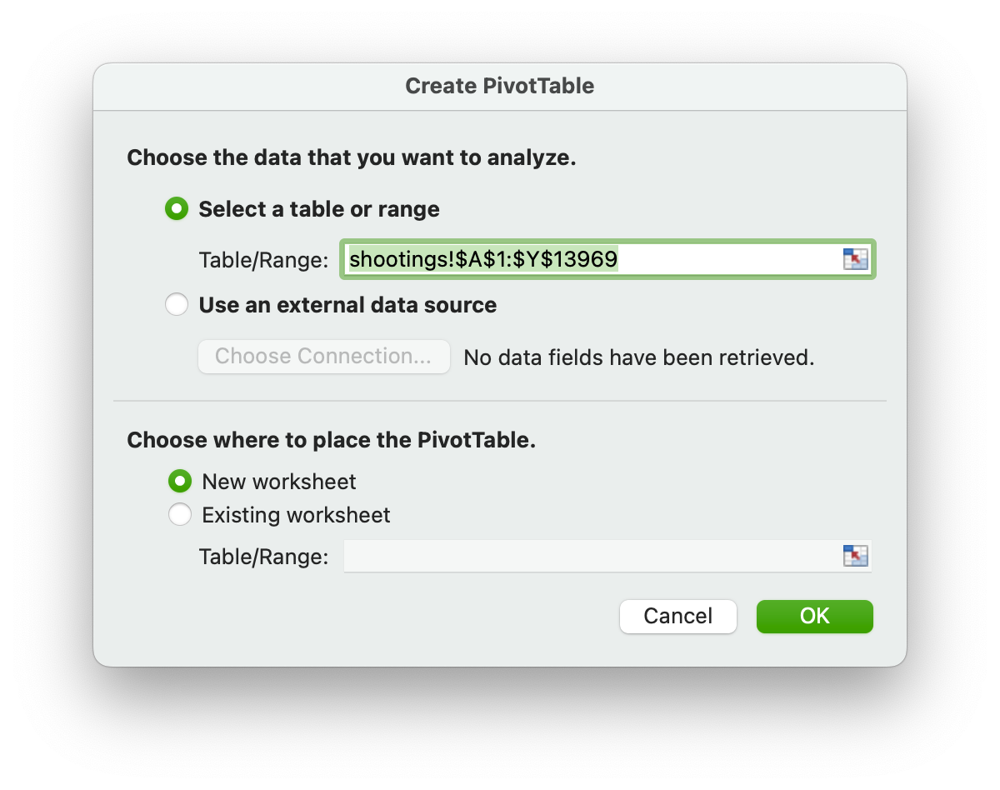 Create PivotTable
Choose the data that you want to analyze.
Select a table or range
Table/Range: shootings!$A$1:$Y$13969
Use an external data source
Choose Connection... No data fields have been retrieved.
Choose where to place the PivotTable.
New worksheet
Existing worksheet
Table/Range:
Cancel OK